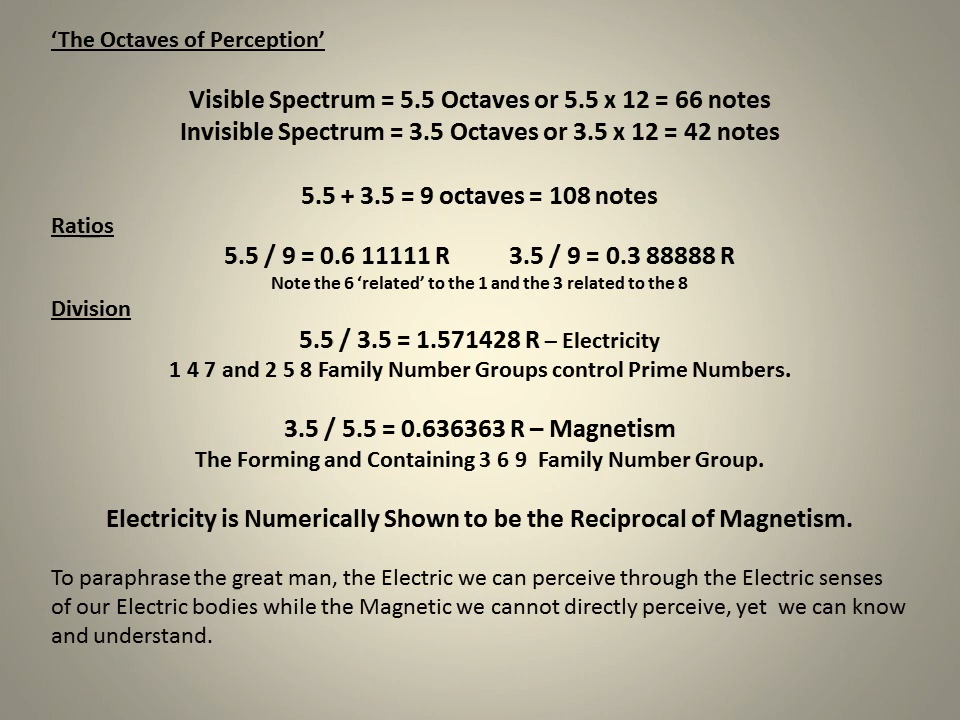 ‘The Octaves of Perception’
Visible Spectrum = 5.5 Octaves or 5.5 x 12 = 66 notes
Invisible Spectrum = 3.5 Octaves or 3.5 x 12 = 42 notes
5.5 + 3.5 = 9 octaves = 108 notes
Ratios
5.5 / 9 = 0.6 11111 R 3.5 / 9 = 0.3 88888 R
Note the 6 ‘related’ to the 1 and the 3 related to the 8
Division
5.5 / 3.5 = 1.571428 R – Electricity
1 4 7 and 2 5 8 Family Number Groups control Prime Numbers.
3.5 / 5.5 = 0.636363 R – Magnetism
The Forming and Containing 3 6 9 Family Number Group.
Electricity is Numerically Shown to be the Reciprocal of Magnetism.
To paraphrase the great man, the Electric we can perceive through the Electric senses
of our Electric bodies while the Magnetic we cannot directly perceive, yet we can know
and understand.